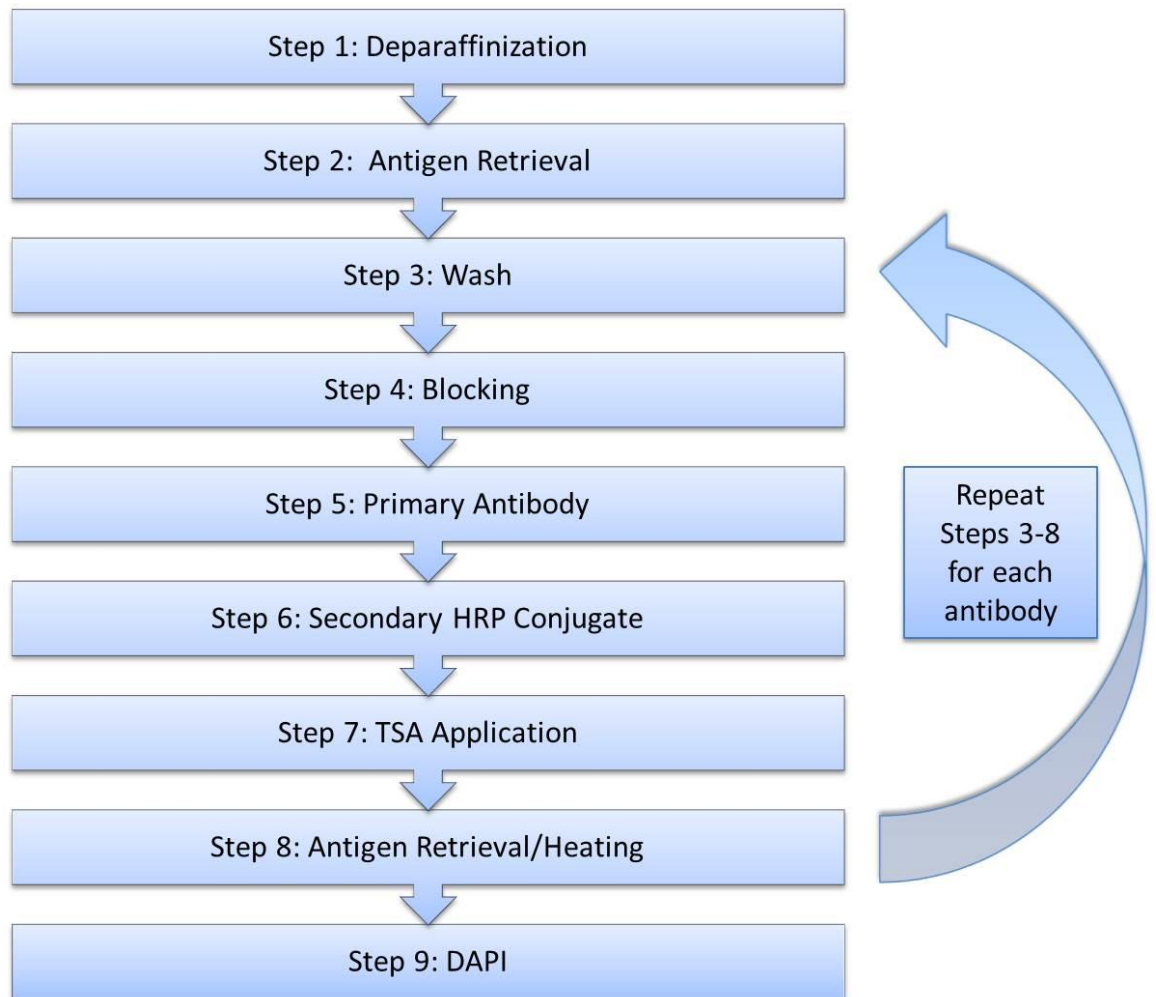 Step 1: Deparaffinization
Step 2: Antigen Retrieval
Step 3: Wash
Step 4: Blocking
Step 5: Primary Antibody
Step 6: Secondary HRP Conjugate
Step 7: TSA Application
Step 8: Antigen Retrieval/Heating
Step 9: DAPI
Repeat
Steps 3-8
for each
antibody